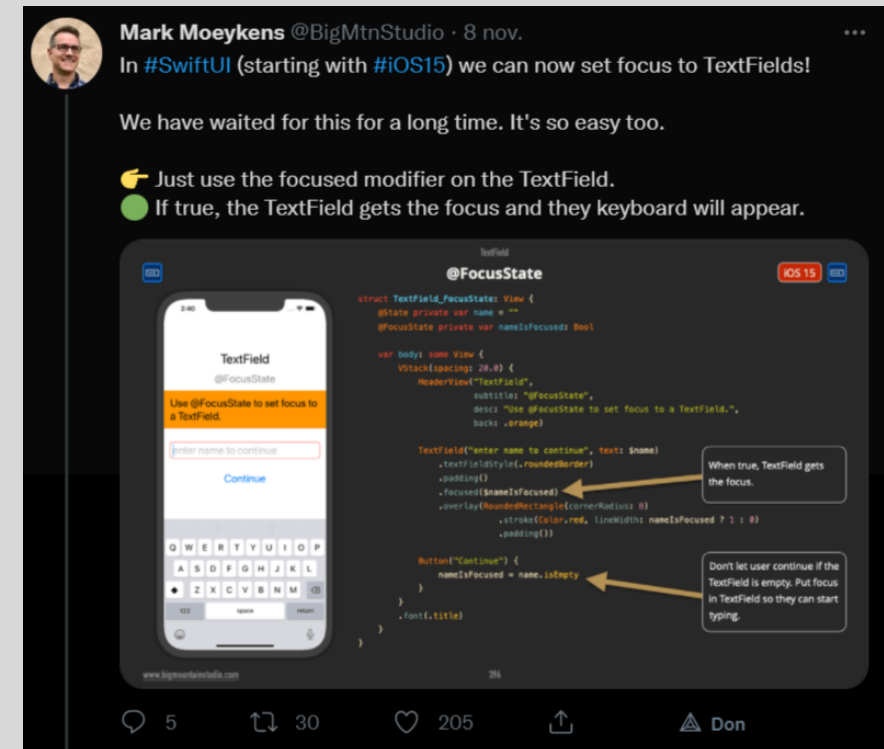 Mark Moeykens @BigMtnStudio · 8 nov.
In #SwiftUI (starting with #iOS15) we can now set focus to TextFields!
We have waited for this for a long time. It's so easy too.
👉 Just use the focused modifier on the TextField.
🟢 If true, the TextField gets the focus and they keyboard will appear.
TextField
@FocusState
iOS 15
2:40
TextField
@FocusState
Use @FocusState to set focus to
a TextField.
enter name to continue
Continue
Q W E R T Y U I O P
A S D F G H J K L
Z X C V B N M
123 space return
struct TextField_FocusState: View {
@State private var name = ""
@FocusState private var nameIsFocused: Bool
var body: some View {
VStack(spacing: 20.0) {
HeaderView("TextField",
subtitle: "@FocusState",
desc: "Use @FocusState to set focus to a TextField.",
back: .orange)
TextField("enter name to continue", text: $name)
.textFieldStyle(.roundedBorder)
.padding()
.focused($nameIsFocused)
.overlay(RoundedRectangle(cornerRadius: 8)
.stroke(Color.red, lineWidth: nameIsFocused ? 1 : 0)
.padding())
Button("Continue") {
nameIsFocused = name.isEmpty
}
}
.font(.title)
}
}
When true, TextField gets
the focus.
Don't let user continue if the
TextField is empty. Put focus
in TextField so they can start
typing.
www.bigmountainstudio.com
5 30 205 Don